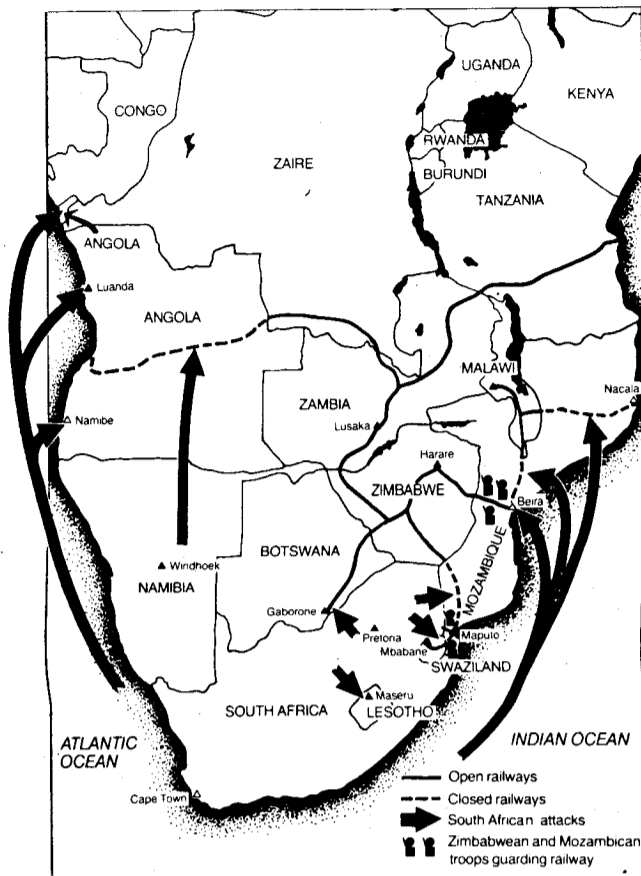 UGANDA
KENYA
CONGO
RWANDA
ZAIRE
BURUNDI
TANZANIA
ANGOLA
Luanda
ANGOLA
MALAWI
Nacala
ZAMBIA
Namibe
Lusaka
Harare
ZIMBABWE
Beira
BOTSWANA
MOZAMBIQUE
Windhoek
NAMIBIA
Gaborone
Pretoria
Maputo
Mbabane
SWAZILAND
Maseru
SOUTH AFRICA
LESOTHO
ATLANTIC
OCEAN
INDIAN OCEAN
Cape Town
Open railways
Closed railways
South African attacks
Zimbabwean and Mozambican
troops guarding railway